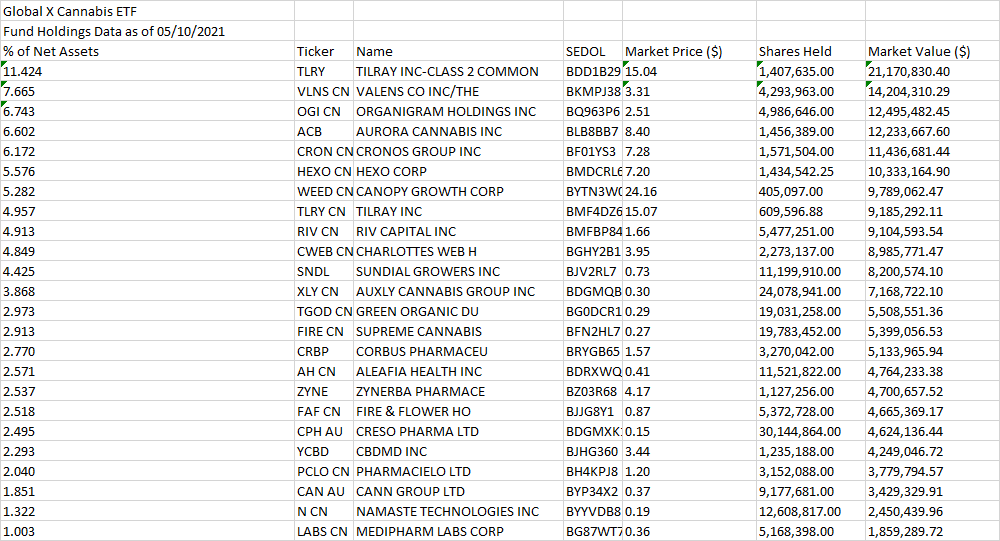 Global X Cannabis ETF
Fund Holdings Data as of 05/10/2021
% of Net Assets Ticker Name SEDOL Market Price ($) Shares Held Market Value ($)
11.424 TLRY TILRAY INC-CLASS 2 COMMON BDD1B29 15.04 1,407,635.00 21,170,830.40
7.665 VLNS CN VALENS CO INC/THE BKMPJ38 3.31 4,293,963.00 14,204,310.29
6.743 OGI CN ORGANIGRAM HOLDINGS INC BQ963P6 2.51 4,986,646.00 12,495,482.45
6.602 ACB AURORA CANNABIS INC BLB8BB7 8.40 1,456,389.00 12,233,667.60
6.172 CRON CN CRONOS GROUP INC BF01YS3 7.28 1,571,504.00 11,436,681.44
5.576 HEXO CN HEXO CORP BMDCRL6 7.20 1,434,542.25 10,333,164.90
5.282 WEED CN CANOPY GROWTH CORP BYTN3W0 24.16 405,097.00 9,789,062.47
4.957 TLRY CN TILRAY INC BMF4DZ6 15.07 609,596.88 9,185,292.11
4.913 RIV CN RIV CAPITAL INC BMFBP84 1.66 5,477,251.00 9,104,593.54
4.849 CWEB CN CHARLOTTES WEB H BGHY2B1 3.95 2,273,137.00 8,985,771.47
4.425 SNDL SUNDIAL GROWERS INC BJV2RL7 0.73 11,199,910.00 8,200,574.10
3.868 XLY CN AUXLY CANNABIS GROUP INC BDGMQB 0.30 24,078,941.00 7,168,722.10
2.973 TGOD CN GREEN ORGANIC DU BG0DCR1 0.29 19,031,258.00 5,508,551.36
2.913 FIRE CN SUPREME CANNABIS BFN2HL7 0.27 19,783,452.00 5,399,056.53
2.770 CRBP CORBUS PHARMACEU BRYGB65 1.57 3,270,042.00 5,133,965.94
2.571 AH CN ALEAFIA HEALTH INC BDRXWQ 0.41 11,521,822.00 4,764,233.38
2.537 ZYNE ZYNERBA PHARMACE BZ03R68 4.17 1,127,256.00 4,700,657.52
2.518 FAF CN FIRE & FLOWER HO BJJG8Y1 0.87 5,372,728.00 4,665,369.17
2.495 CPH AU CRESO PHARMA LTD BDGMXK 0.15 30,144,864.00 4,624,136.44
2.293 YCBD CBDMD INC BJHG360 3.44 1,235,188.00 4,249,046.72
2.040 PCLO CN PHARMACIELO LTD BH4KPJ8 1.20 3,152,088.00 3,779,794.57
1.851 CAN AU CANN GROUP LTD BYP34X2 0.37 9,177,681.00 3,429,329.91
1.322 N CN NAMASTE TECHNOLOGIES INC BYYVDB8 0.19 12,608,817.00 2,450,439.96
1.003 LABS CN MEDIPHARM LABS CORP BG87WT7 0.36 5,168,398.00 1,859,289.72